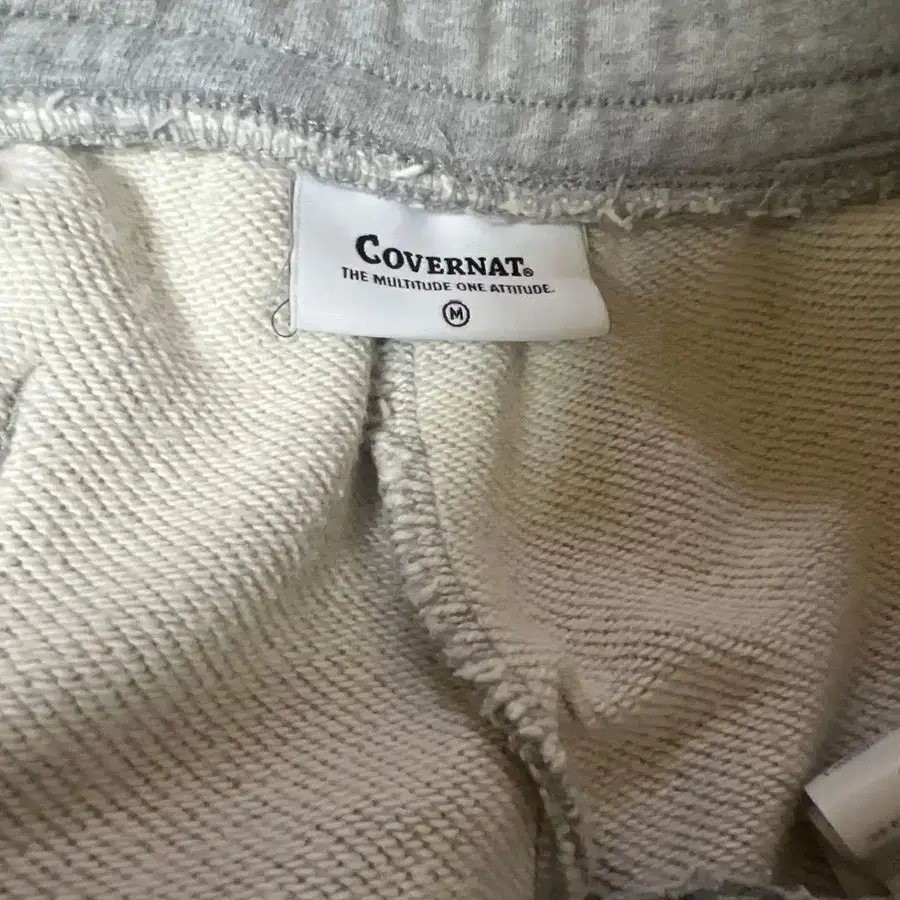 COVERNAT®
THE MULTITUDE ONE ATTITUDE.
M